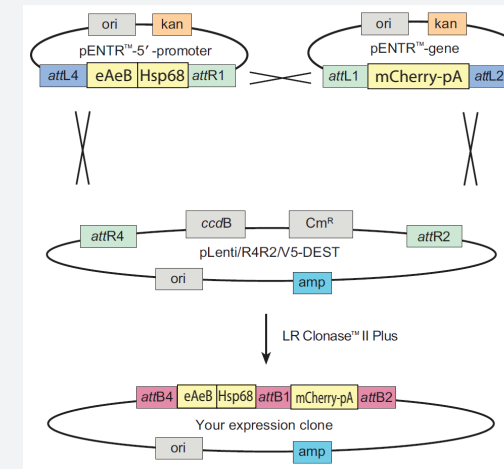 ori kan ori kan
pENTR™-5′-promoter pENTR™-gene
attL4 eAeB Hsp68 attR1 attL1 mCherry-pA attL2
ccdB CmR
attR4 attR2
pLenti/R4R2/V5-DEST
ori amp
LR Clonase™ II Plus
attB4 eAeB Hsp68 attB1 mCherry-pA attB2
Your expression clone
ori amp